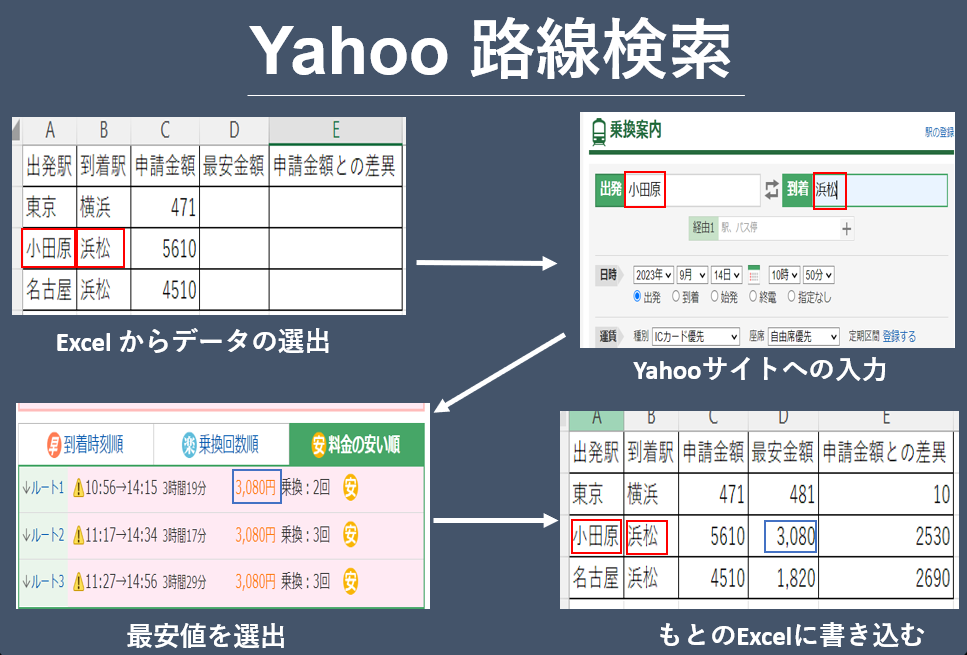 Yahoo 路線検索
A B C D E
出発駅 到着駅 申請金額 最安金額 申請金額との差異
東京 横浜 471
小田原 浜松 5610
名古屋 浜松 4510
Excel からデータの選出
乗換案内 駅の登録
出発 小田原 到着 浜松
経由1 駅、バス停 +
日時 2023年 9月 14日 10時 50分
出発 到着 始発 終電 指定なし
運賃 種別 ICカード優先 座席 自由席優先 定期区間 登録する
Yahooサイトへの入力
早 到着時刻順 楽 乗換回数順 安 料金の安い順
↓ルート1 10:56→14:15 3時間19分 3,080円 乗換:2回 安
↓ルート2 11:17→14:34 3時間17分 3,080円 乗換:3回 安
↓ルート3 11:27→14:56 3時間29分 3,080円 乗換:3回 安
最安値を選出
A B C D E
出発駅 到着駅 申請金額 最安金額 申請金額との差異
東京 横浜 471 481 10
小田原 浜松 5610 3,080 2530
名古屋 浜松 4510 1,820 2690
もとのExcelに書き込む